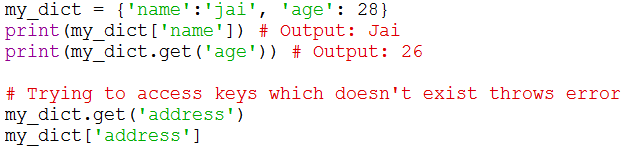 my_dict = {'name':'jai', 'age': 28}
print(my_dict['name']) # Output: Jai
print(my_dict.get('age')) # Output: 26
# Trying to access keys which doesn't exist throws error
my_dict.get('address')
my_dict['address']